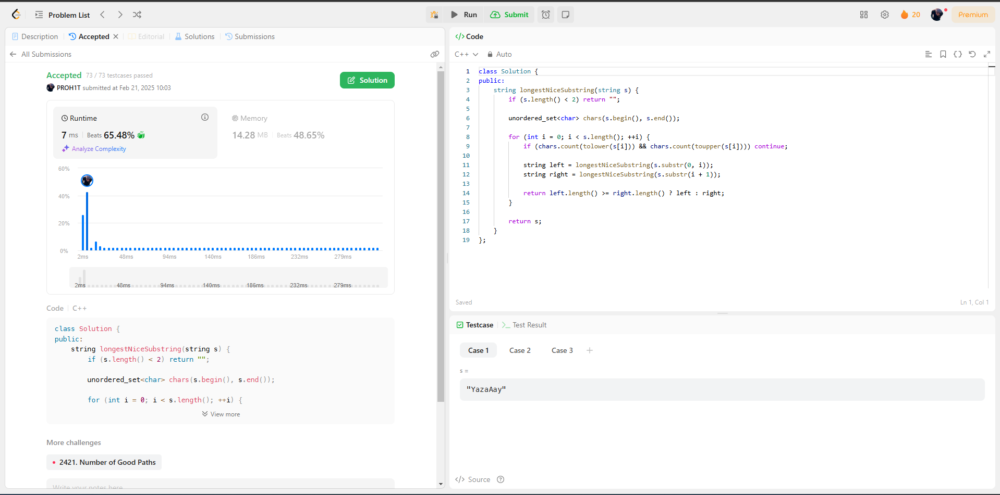 Problem List
Run
Submit
20
Premium
Description
Accepted
Editorial
Solutions
Submissions
All Submissions
Accepted 73 / 73 testcases passed
PROH1T submitted at Feb 21, 2025 10:03
Solution
Runtime
7 ms Beats 65.48%
Analyze Complexity
Memory
14.28 MB Beats 48.65%
60%
40%
20%
0%
2ms 48ms 94ms 140ms 186ms 232ms 279ms
2ms 48ms 94ms 140ms 186ms 232ms 279ms
Code C++
class Solution {
public:
    string longestNiceSubstring(string s) {
        if (s.length() < 2) return "";
        unordered_set<char> chars(s.begin(), s.end());
        for (int i = 0; i < s.length(); ++i) {
View more
More challenges
2421. Number of Good Paths
Write your notes here
</> Code
C++ Auto
1 class Solution {
2 public:
3     string longestNiceSubstring(string s) {
4         if (s.length() < 2) return "";
5
6         unordered_set<char> chars(s.begin(), s.end());
7
8         for (int i = 0; i < s.length(); ++i) {
9             if (chars.count(tolower(s[i])) && chars.count(toupper(s[i]))) continue;
10
11             string left = longestNiceSubstring(s.substr(0, i));
12             string right = longestNiceSubstring(s.substr(i + 1));
13
14             return left.length() >= right.length() ? left : right;
15         }
16
17         return s;
18     }
19 };
Saved
Ln 1, Col 1
Testcase
Test Result
Case 1 Case 2 Case 3 +
s =
"YazaAay"
</> Source